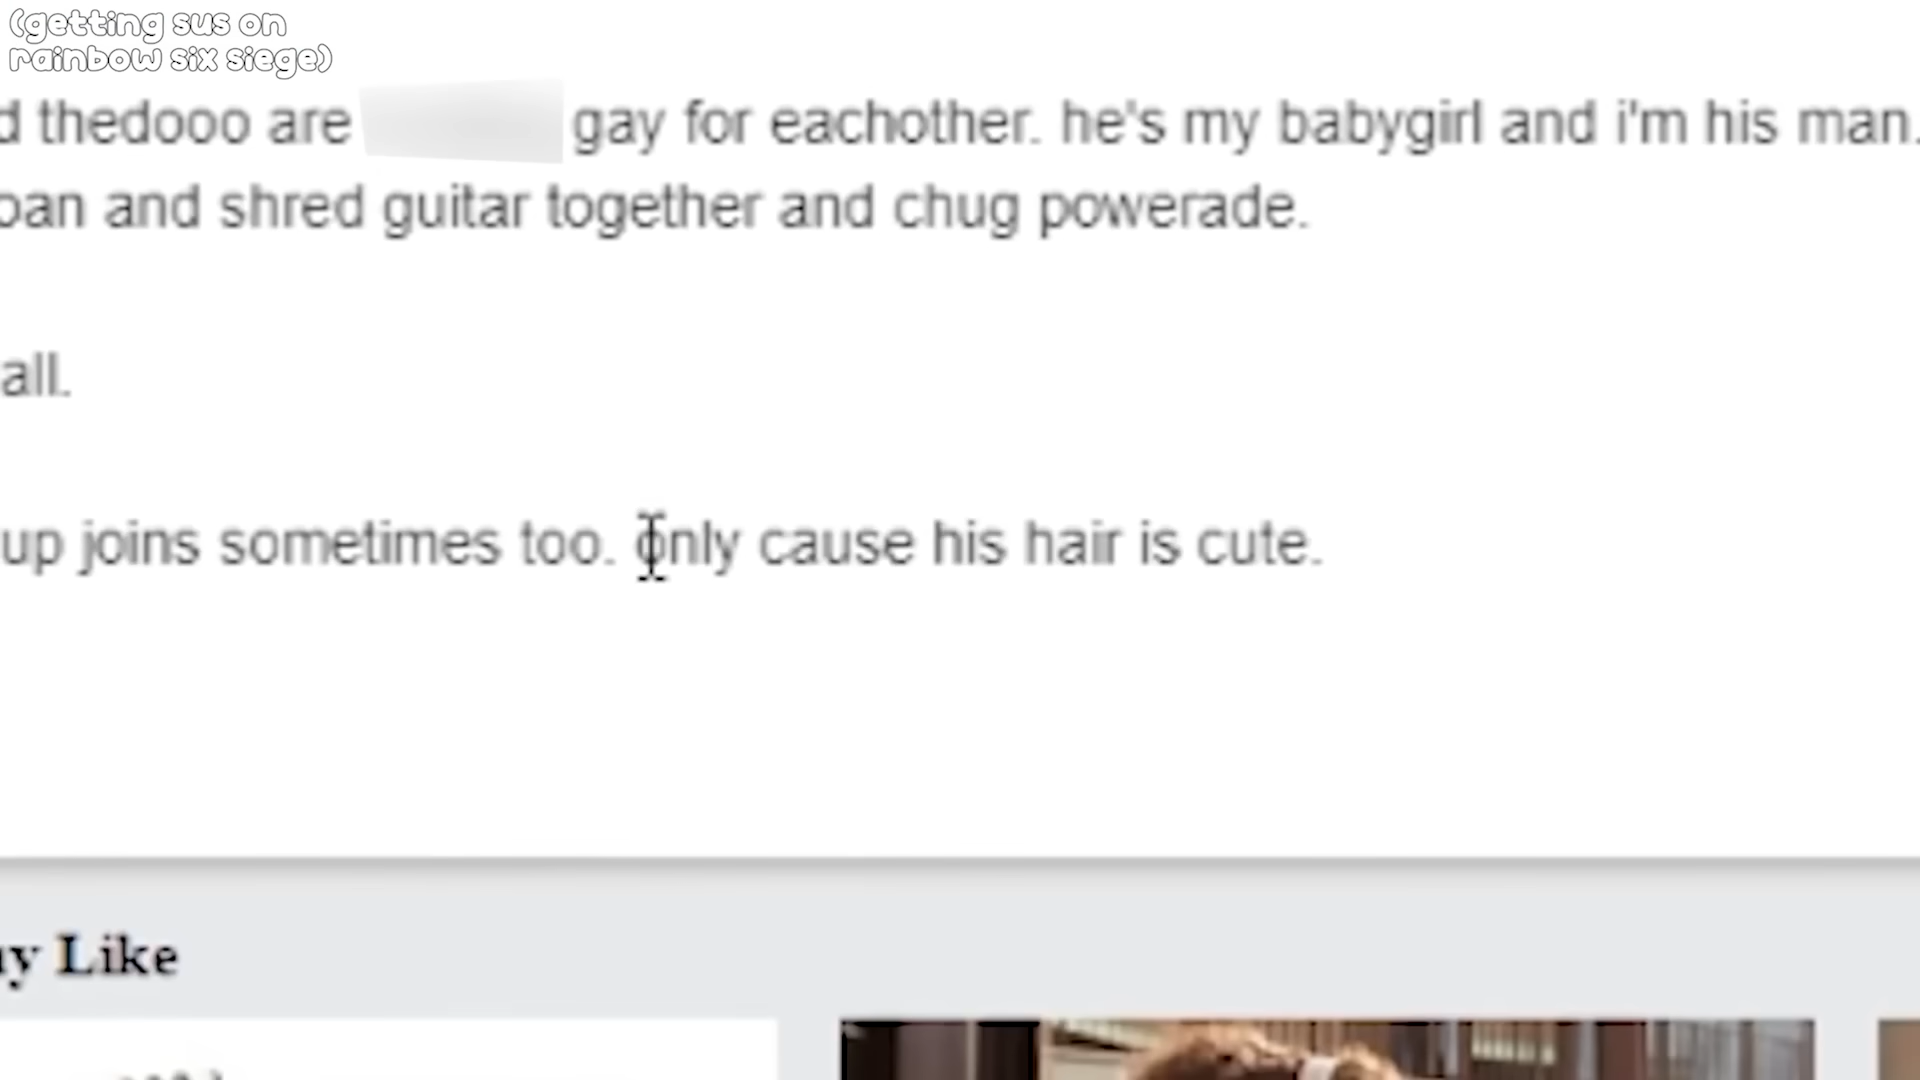 (getting sus on
rainbow six siege)
d thedooo are gay for eachother. he's my babygirl and i'm his man.
oan and shred guitar together and chug powerade.
all.
up joins sometimes too. only cause his hair is cute.
Like